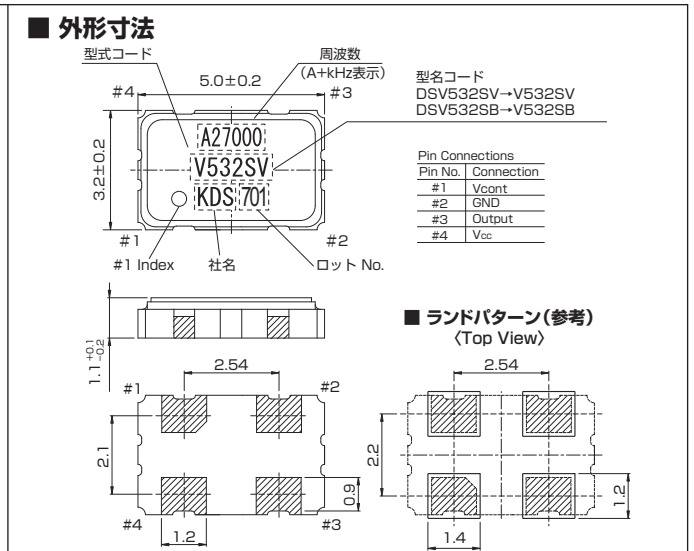 ■ 外形寸法
型式コード
周波数
(A+kHz表示)
5.0±0.2
#4
#3
型名コード
DSV532SV→V532SV
DSV532SB→V532SB
3.2±0.2
A27000
V532SV
KDS 701
#1
#2
#1 Index
社名
ロット No.
Pin Connections
Pin No. Connection
#1 Vcont
#2 GND
#3 Output
#4 Vcc
1.1 +0.1 -0.2
■ ランドパターン(参考)
〈Top View〉
2.54
#1
#2
2.1
0.9
#4
#3
1.2
2.54
2.2
1.2
1.4